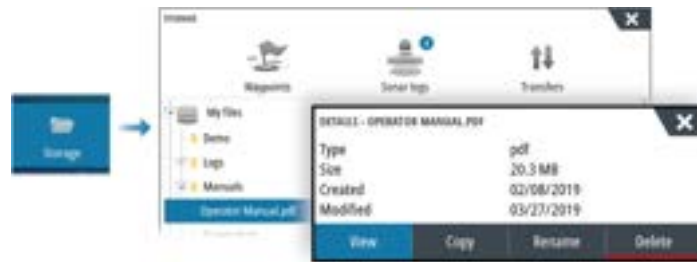 STORAGE
Waypoints
Sonar logs
Transfers
Storage
My files
Demo
Logs
Manuals
Operator Manual.pdf
DETAILS - OPERATOR MANUAL.PDF
Type pdf
Size 20.3 MB
Created 02/08/2019
Modified 03/27/2019
View Copy Rename Delete